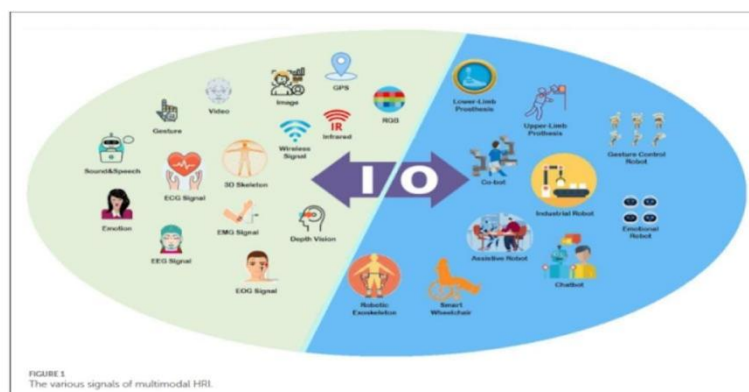 GPS
Image
Video
RGB
Gesture
IR
Infrared
Wireless
Signal
Sound&Speech
ECG Signal
3D Skeleton
Emotion
EMG Signal
Depth Vision
EEG Signal
EOG Signal
I/O
Lower-Limb
Prosthesis
Upper-Limb
Prothesis
Gesture Control
Robot
Co-bot
Industrial Robot
Emotional
Robot
Assistive Robot
Chatbot
Robotic
Exoskeleton
Smart
Wheelchair
FIGURE 1
The various signals of multimodal HRI.